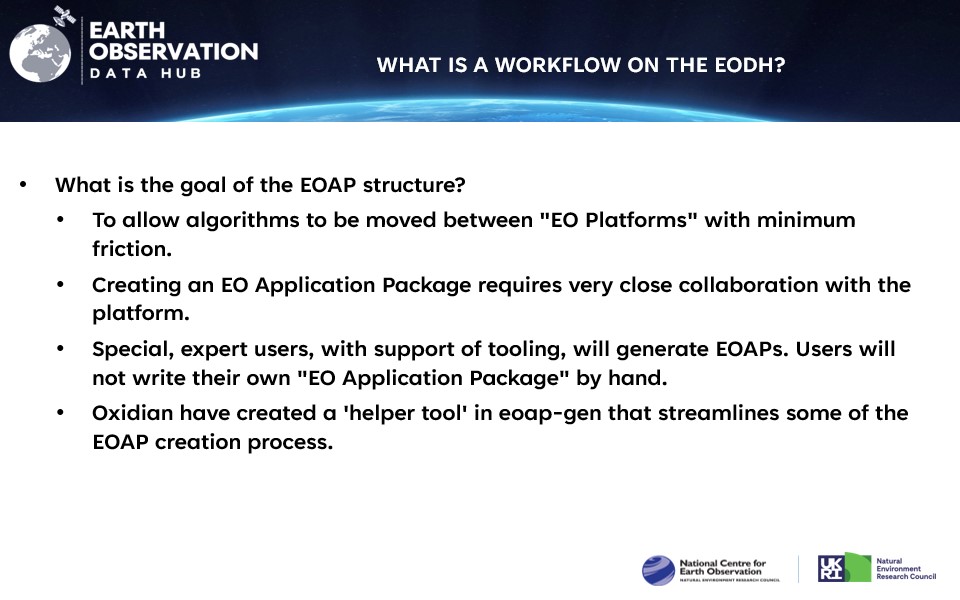 EARTH
OBSERVATION
DATA HUB
WHAT IS A WORKFLOW ON THE EODH?
• What is the goal of the EOAP structure?
• To allow algorithms to be moved between "EO Platforms" with minimum
friction.
• Creating an EO Application Package requires very close collaboration with the
platform.
• Special, expert users, with support of tooling, will generate EOAPs. Users will
not write their own "EO Application Package" by hand.
• Oxidian have created a 'helper tool' in eoap-gen that streamlines some of the
EOAP creation process.
National Centre for
Earth Observation
NATURAL ENVIRONMENT RESEARCH COUNCIL
UK
RI
Natural
Environment
Research Council